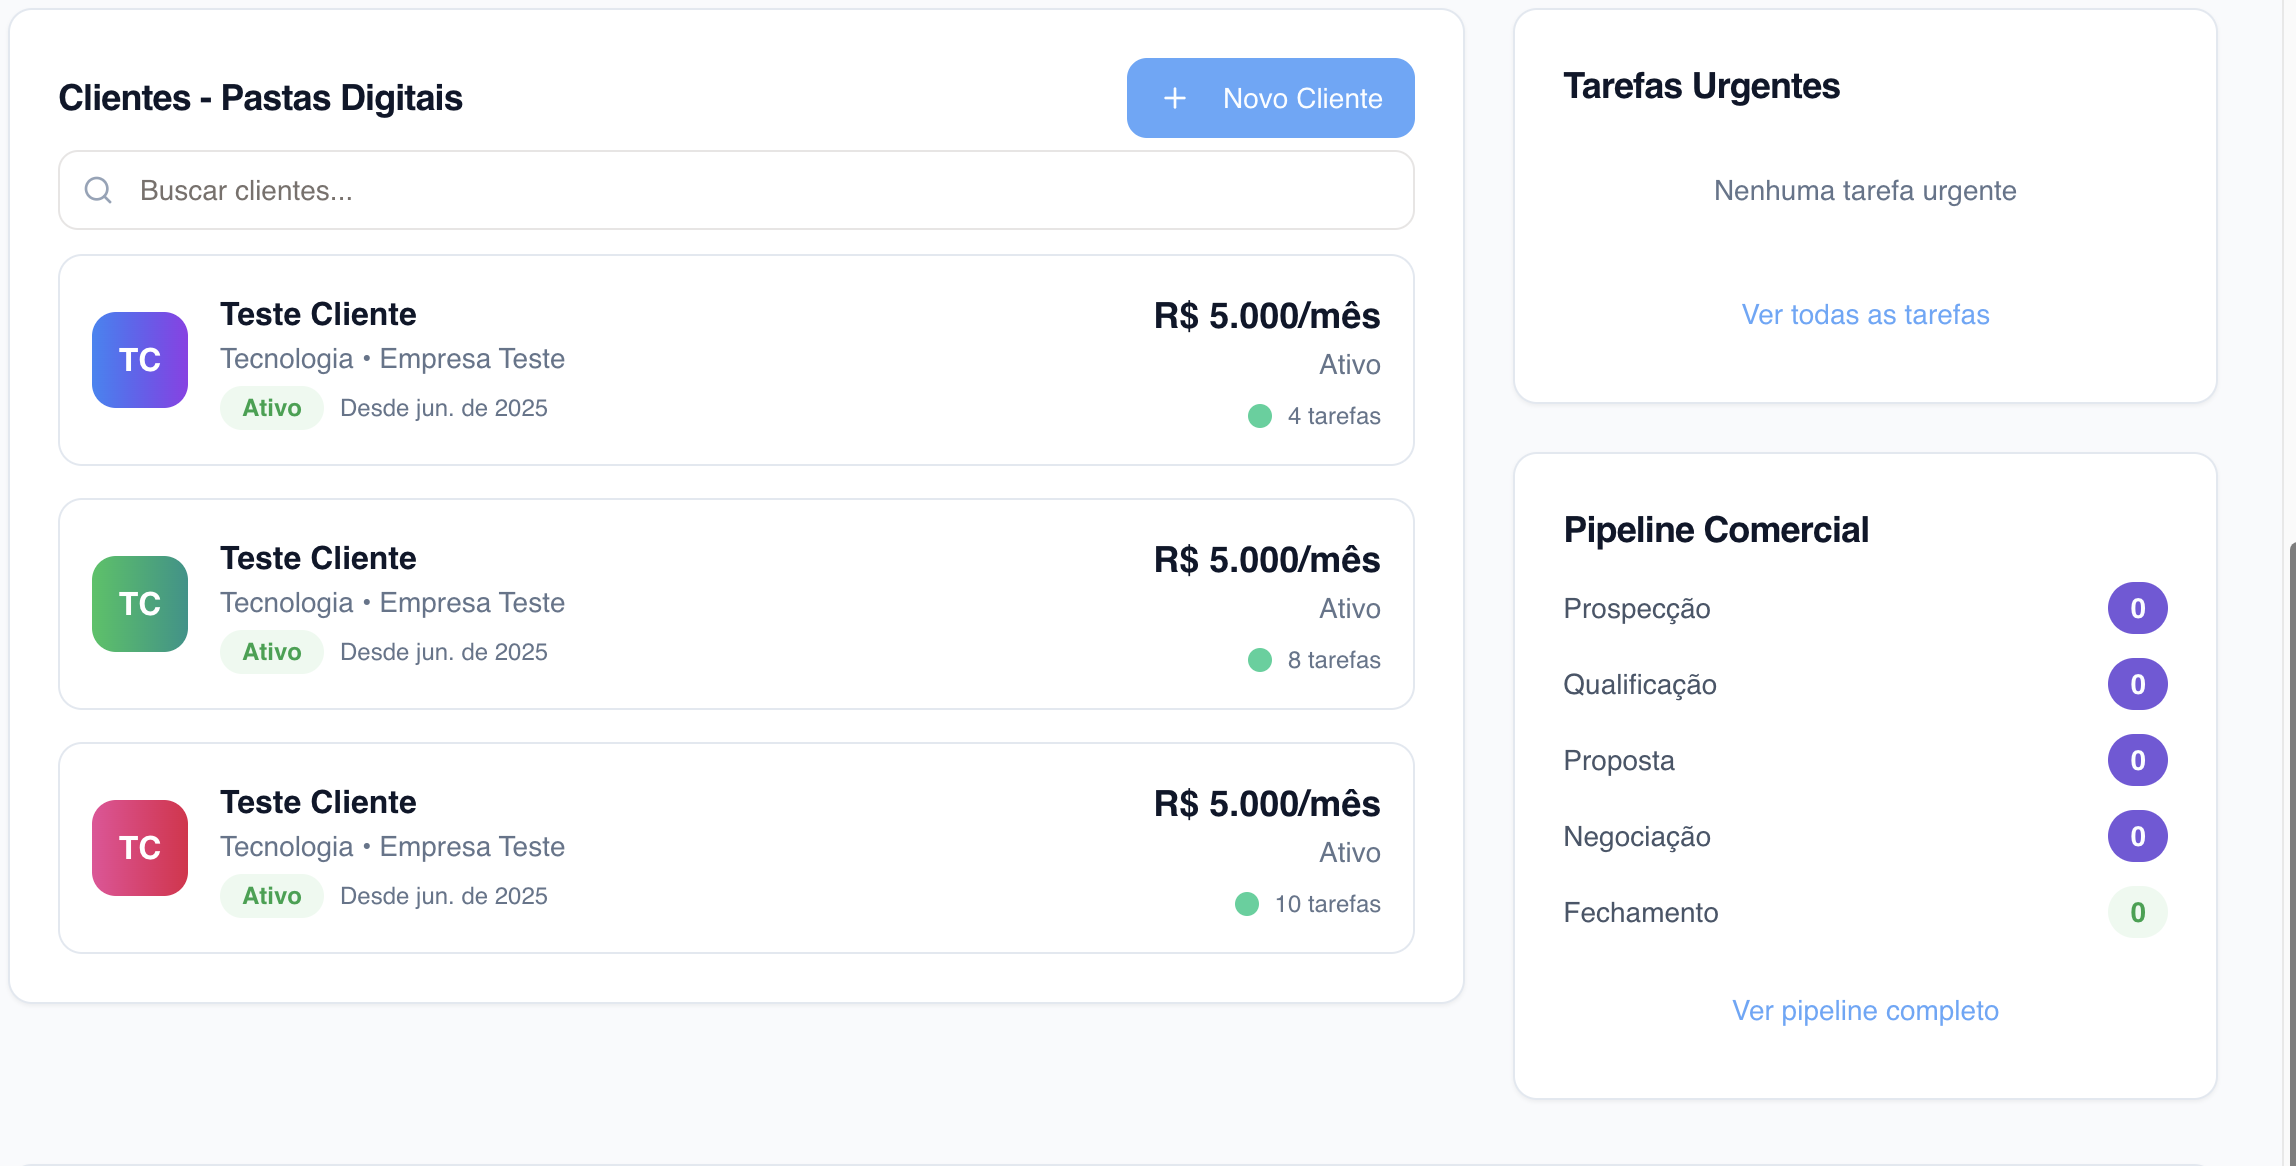 Clientes - Pastas Digitais
+ Novo Cliente
Buscar clientes...
TC
Teste Cliente
Tecnologia • Empresa Teste
Ativo
Desde jun. de 2025
R$ 5.000/mês
Ativo
4 tarefas
TC
Teste Cliente
Tecnologia • Empresa Teste
Ativo
Desde jun. de 2025
R$ 5.000/mês
Ativo
8 tarefas
TC
Teste Cliente
Tecnologia • Empresa Teste
Ativo
Desde jun. de 2025
R$ 5.000/mês
Ativo
10 tarefas
Tarefas Urgentes
Nenhuma tarefa urgente
Ver todas as tarefas
Pipeline Comercial
Prospecção 0
Qualificação 0
Proposta 0
Negociação 0
Fechamento 0
Ver pipeline completo